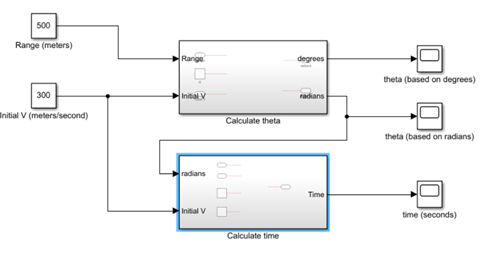 500
Range (meters)
300
Initial V (meters/second)
Range
Initial V
degrees
radians
Calculate theta
theta (based on degrees)
theta (based on radians)
radians
Initial V
Time
Calculate time
time (seconds)